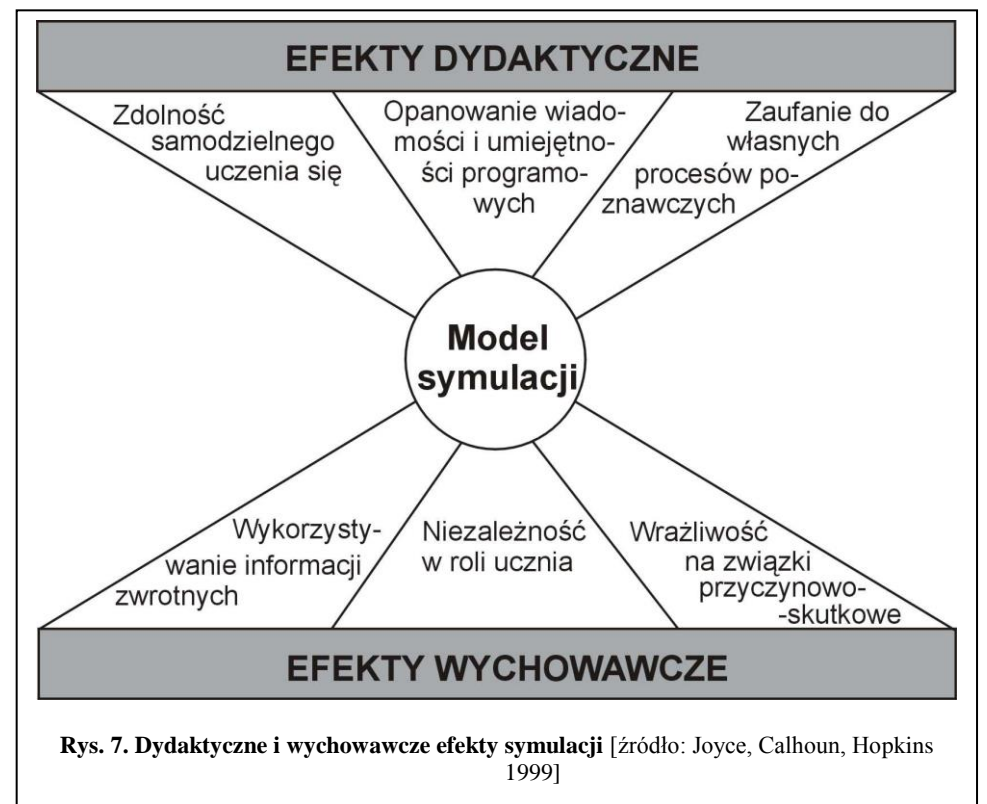 EFEKTY DYDAKTYCZNE
Zdolność
samodzielnego
uczenia się
Opanowanie wiado-
mości i umiejętno-
ści programo-
wych
Zaufanie do
własnych
procesów po-
znawczych
Model
symulacji
Wykorzysty-
wanie informacji
zwrotnych
Niezależność
w roli ucznia
Wrażliwość
na związki
przyczynowo-
-skutkowe
EFEKTY WYCHOWAWCZE
Rys. 7. Dydaktyczne i wychowawcze efekty symulacji [źródło: Joyce, Calhoun, Hopkins
1999]